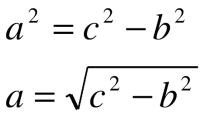 a² = c² − b²
a = √(c² − b²)